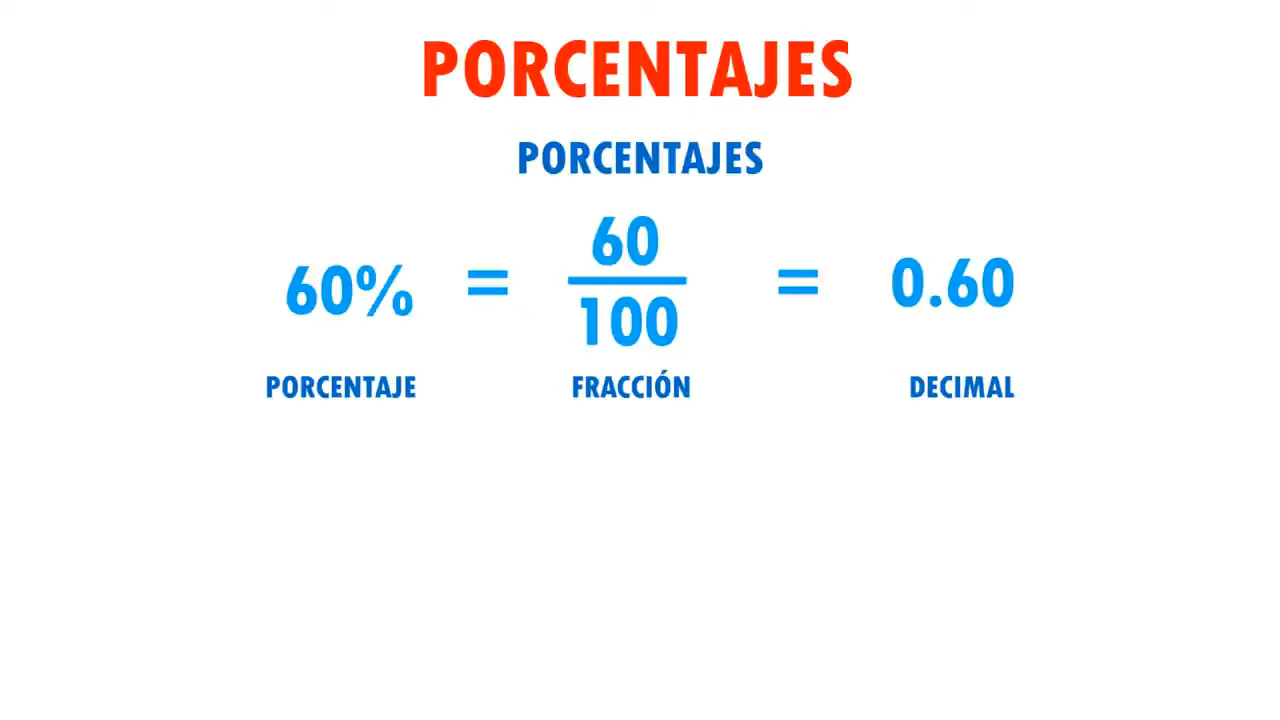 PORCENTAJES
PORCENTAJES
60% = 60/100 = 0.60
PORCENTAJE FRACCIÓN DECIMAL